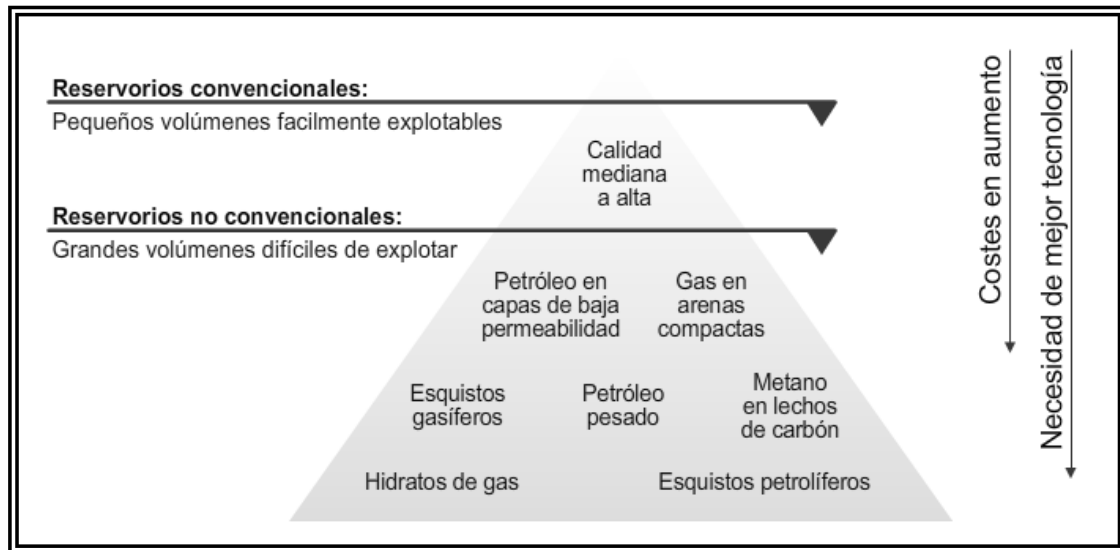 Reservorios convencionales:
Pequeños volúmenes facilmente explotables
Calidad
mediana
a alta
Reservorios no convencionales:
Grandes volúmenes difíciles de explotar
Petróleo en
capas de baja
permeabilidad
Gas en
arenas
compactas
Esquistos
gasíferos
Petróleo
pesado
Metano
en lechos
de carbón
Hidratos de gas
Esquistos petrolíferos
Costes en aumento
Necesidad de mejor tecnología